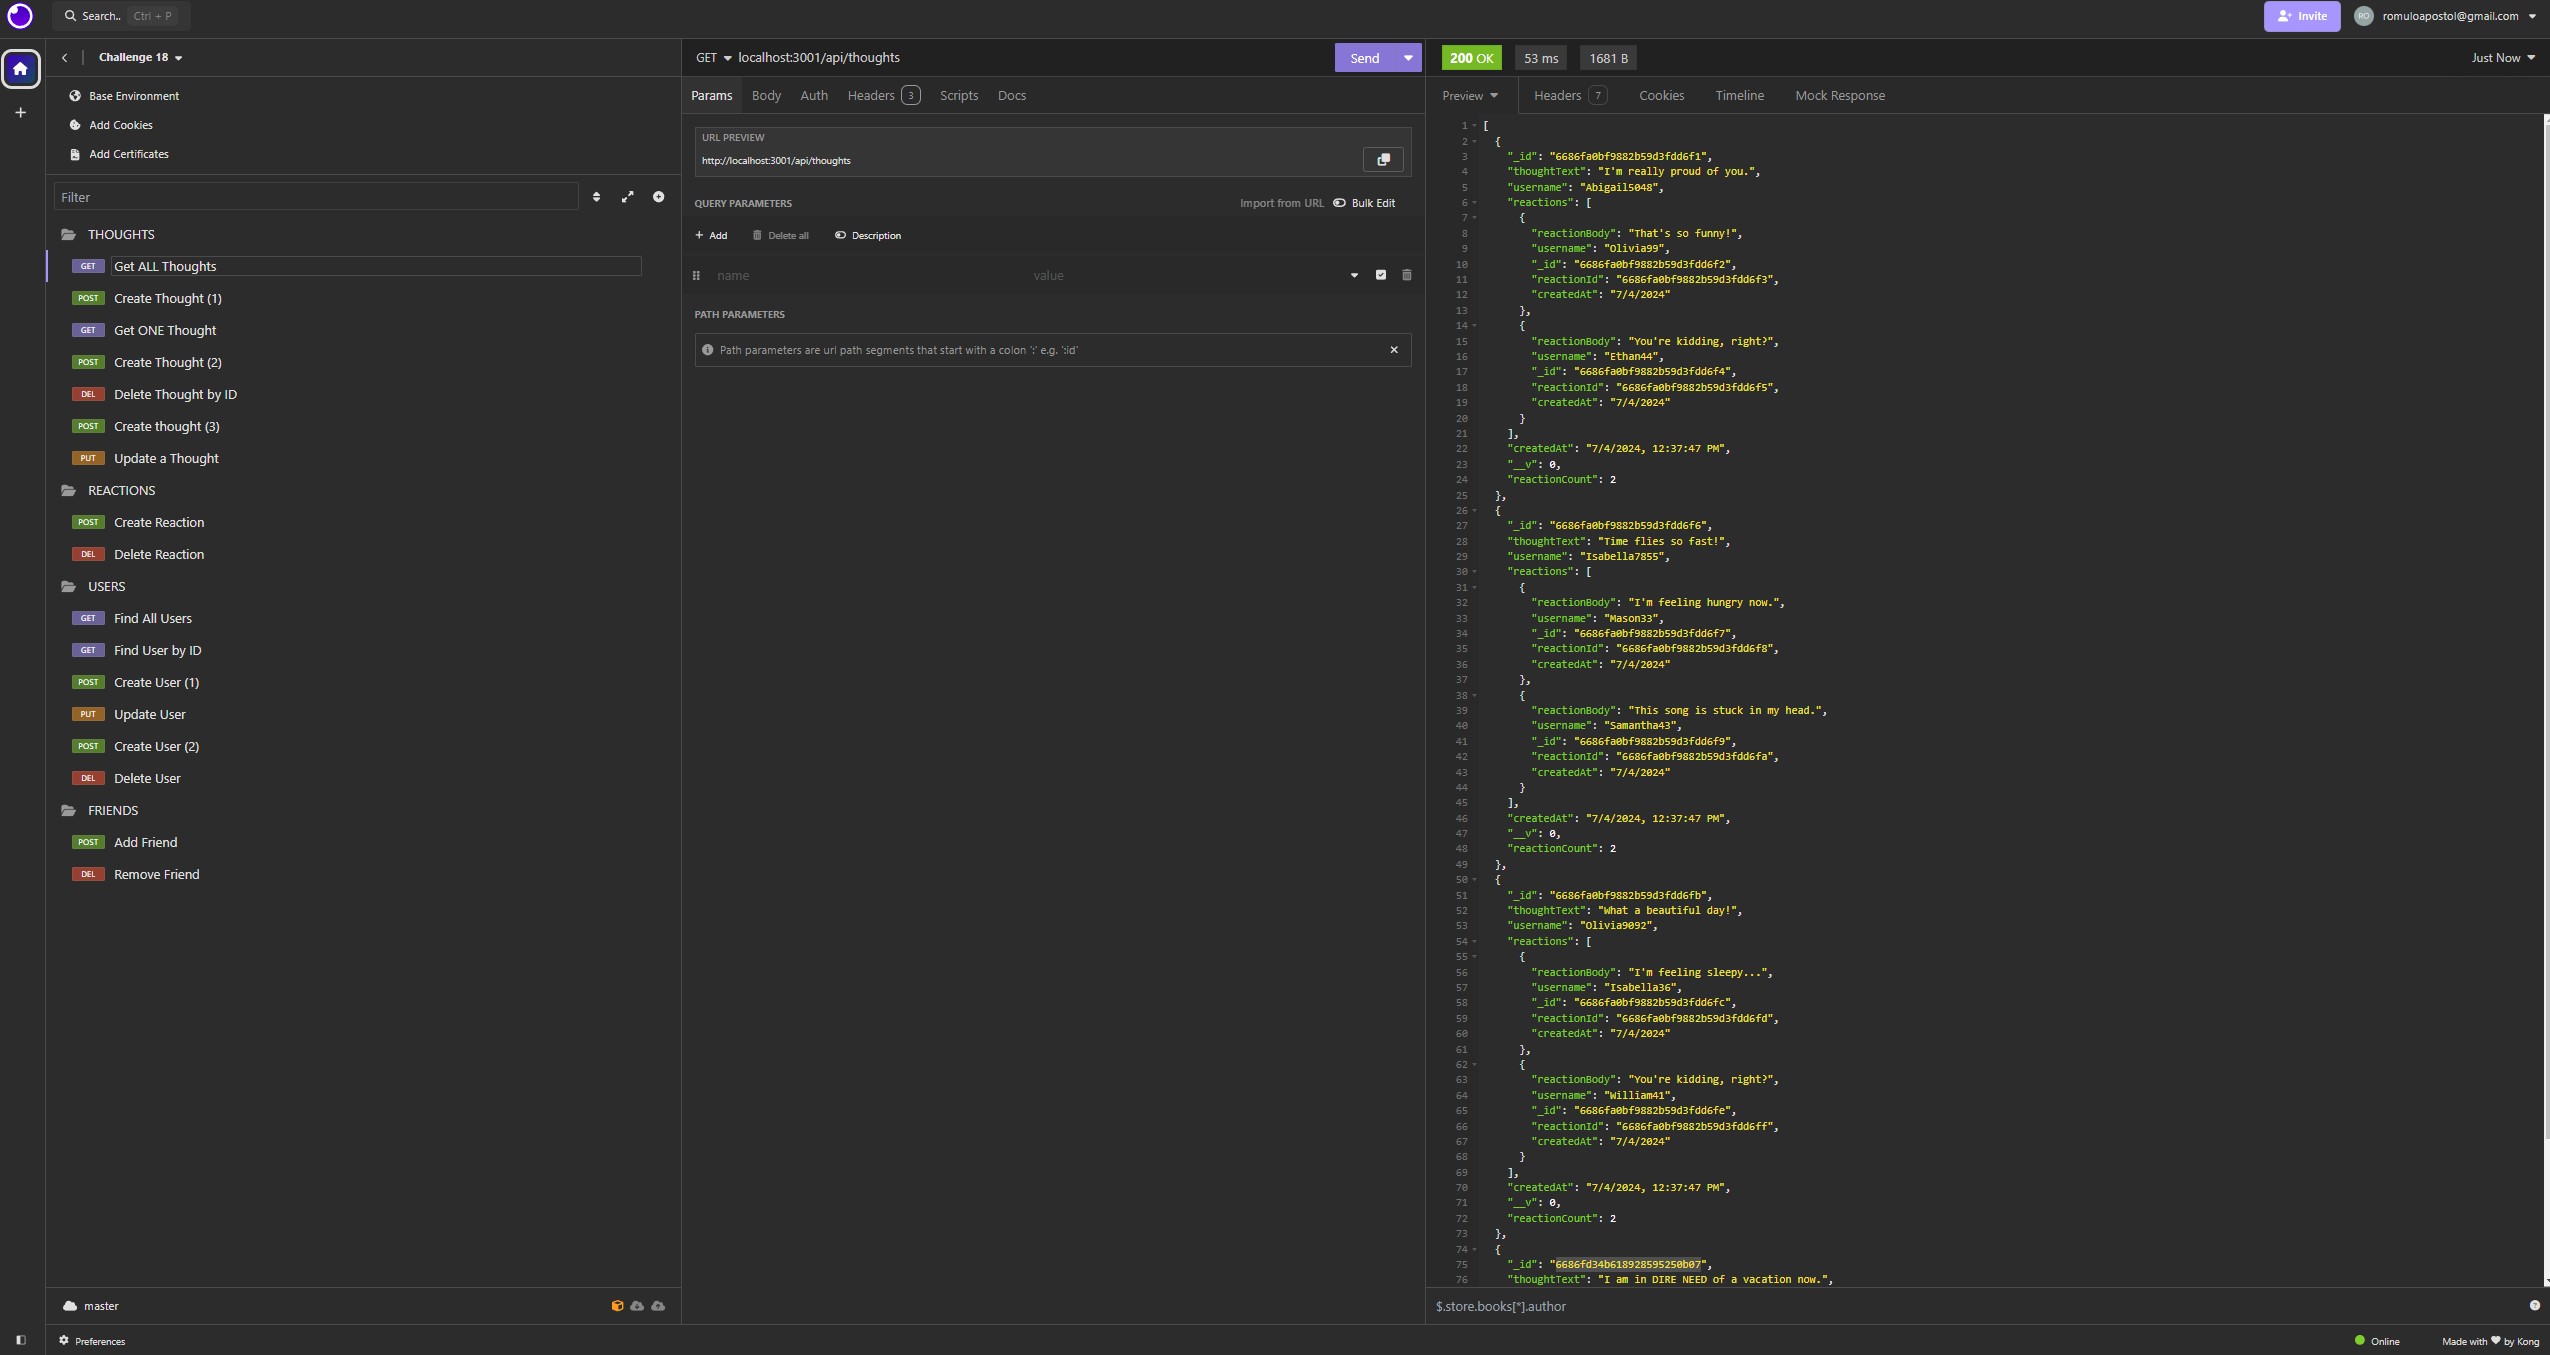 Search.. Ctrl + P
Invite
RO romuloapostol@gmail.com
Challenge 18
Base Environment
Add Cookies
Add Certificates
Filter
THOUGHTS
GET Get ALL Thoughts
POST Create Thought (1)
GET Get ONE Thought
POST Create Thought (2)
DEL Delete Thought by ID
POST Create thought (3)
PUT Update a Thought
REACTIONS
POST Create Reaction
DEL Delete Reaction
USERS
GET Find All Users
GET Find User by ID
POST Create User (1)
PUT Update User
POST Create User (2)
DEL Delete User
FRIENDS
POST Add Friend
DEL Remove Friend
master
Preferences
GET localhost:3001/api/thoughts Send
Params Body Auth Headers 3 Scripts Docs
URL PREVIEW
http://localhost:3001/api/thoughts
QUERY PARAMETERS Import from URL Bulk Edit
+ Add Delete all Description
name value
PATH PARAMETERS
Path parameters are url path segments that start with a colon ':' e.g. ':id'
200 OK 53 ms 1681 B Just Now
Preview Headers 7 Cookies Timeline Mock Response
1 [
2 {
3 "_id": "6686fa0bf9882b59d3fdd6f1",
4 "thoughtText": "I'm really proud of you.",
5 "username": "Abigail5048",
6 "reactions": [
7 {
8 "reactionBody": "That's so funny!",
9 "username": "Olivia99",
10 "_id": "6686fa0bf9882b59d3fdd6f2",
11 "reactionId": "6686fa0bf9882b59d3fdd6f3",
12 "createdAt": "7/4/2024"
13 },
14 {
15 "reactionBody": "You're kidding, right?",
16 "username": "Ethan44",
17 "_id": "6686fa0bf9882b59d3fdd6f4",
18 "reactionId": "6686fa0bf9882b59d3fdd6f5",
19 "createdAt": "7/4/2024"
20 }
21 ],
22 "createdAt": "7/4/2024, 12:37:47 PM",
23 "__v": 0,
24 "reactionCount": 2
25 },
26 {
27 "_id": "6686fa0bf9882b59d3fdd6f6",
28 "thoughtText": "Time flies so fast!",
29 "username": "Isabella7855",
30 "reactions": [
31 {
32 "reactionBody": "I'm feeling hungry now.",
33 "username": "Mason33",
34 "_id": "6686fa0bf9882b59d3fdd6f7",
35 "reactionId": "6686fa0bf9882b59d3fdd6f8",
36 "createdAt": "7/4/2024"
37 },
38 {
39 "reactionBody": "This song is stuck in my head.",
40 "username": "Samantha43",
41 "_id": "6686fa0bf9882b59d3fdd6f9",
42 "reactionId": "6686fa0bf9882b59d3fdd6fa",
43 "createdAt": "7/4/2024"
44 }
45 ],
46 "createdAt": "7/4/2024, 12:37:47 PM",
47 "__v": 0,
48 "reactionCount": 2
49 },
50 {
51 "_id": "6686fa0bf9882b59d3fdd6fb",
52 "thoughtText": "What a beautiful day!",
53 "username": "Olivia9092",
54 "reactions": [
55 {
56 "reactionBody": "I'm feeling sleepy...",
57 "username": "Isabella36",
58 "_id": "6686fa0bf9882b59d3fdd6fc",
59 "reactionId": "6686fa0bf9882b59d3fdd6fd",
60 "createdAt": "7/4/2024"
61 },
62 {
63 "reactionBody": "You're kidding, right?",
64 "username": "William41",
65 "_id": "6686fa0bf9882b59d3fdd6fe",
66 "reactionId": "6686fa0bf9882b59d3fdd6ff",
67 "createdAt": "7/4/2024"
68 }
69 ],
70 "createdAt": "7/4/2024, 12:37:47 PM",
71 "__v": 0,
72 "reactionCount": 2
73 },
74 {
75 "_id": "6686fd34b618928595250b07",
76 "thoughtText": "I am in DIRE NEED of a vacation now.",
$.store.books[*].author
Online Made with ❤ by Kong